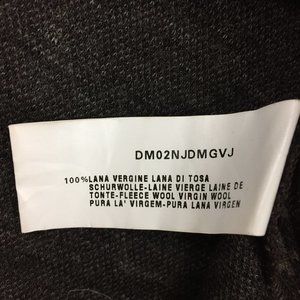 DM02NJDMGVJ
100%LANA VERGINE LANA DI TOSA
SCHURWOLLE-LAINE VIERGE LAINE DE
TONTE-FLEECE WOOL VIRGIN WOOL
PURA LA' VIRGEM-PURA LANA VIRGEN